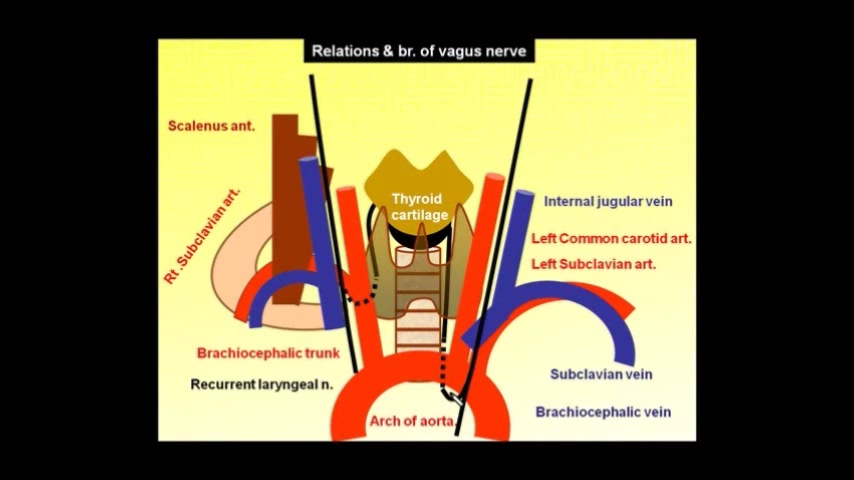 Relations & br. of vagus nerve
Scalenus ant.
Thyroid
cartilage
Rt .Subclavian art.
Internal jugular vein
Left Common carotid art.
Left Subclavian art.
Brachiocephalic trunk
Recurrent laryngeal n.
Subclavian vein
Brachiocephalic vein
Arch of aorta.